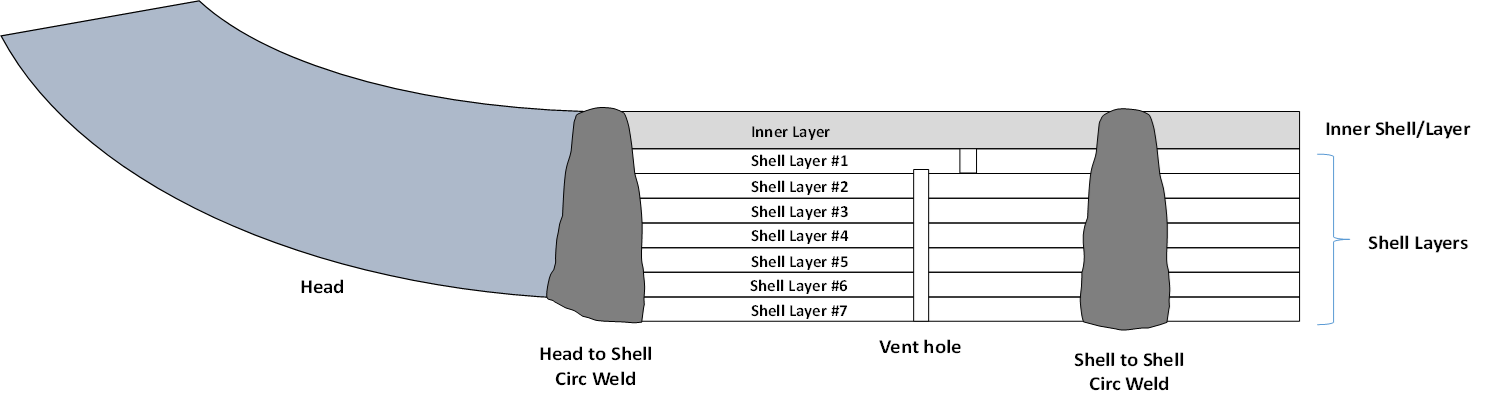 Inner Layer
Inner Shell/Layer
Shell Layer #1
Shell Layer #2
Shell Layer #3
Shell Layer #4
Shell Layers
Shell Layer #5
Shell Layer #6
Head
Shell Layer #7
Head to Shell
Circ Weld
Vent hole
Shell to Shell
Circ Weld